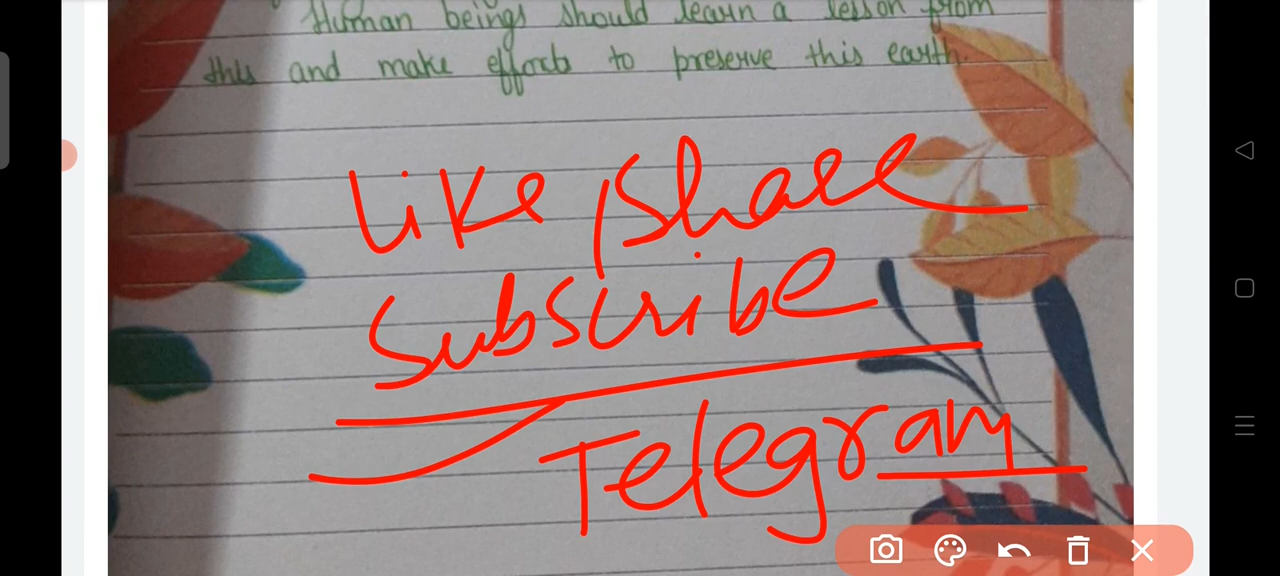 Human beings should learn a lesson from
this and make efforts to preserve this earth.
Like, Share
Subscribe
Telegram